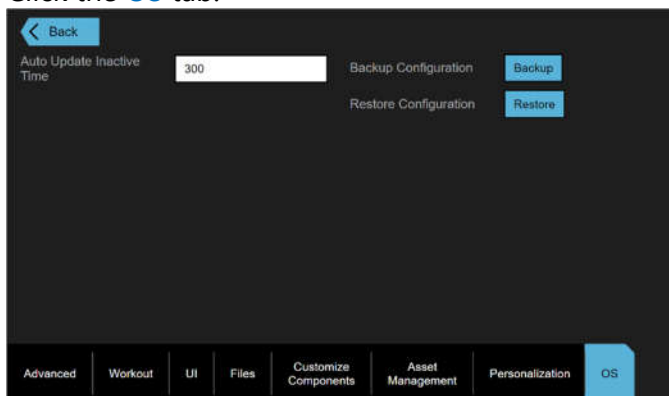 Click the OS tab.
Back
Auto Update Inactive
Time
300
Backup Configuration
Backup
Restore Configuration
Restore
Advanced
Workout
UI
Files
Customize
Components
Asset
Management
Personalization
OS